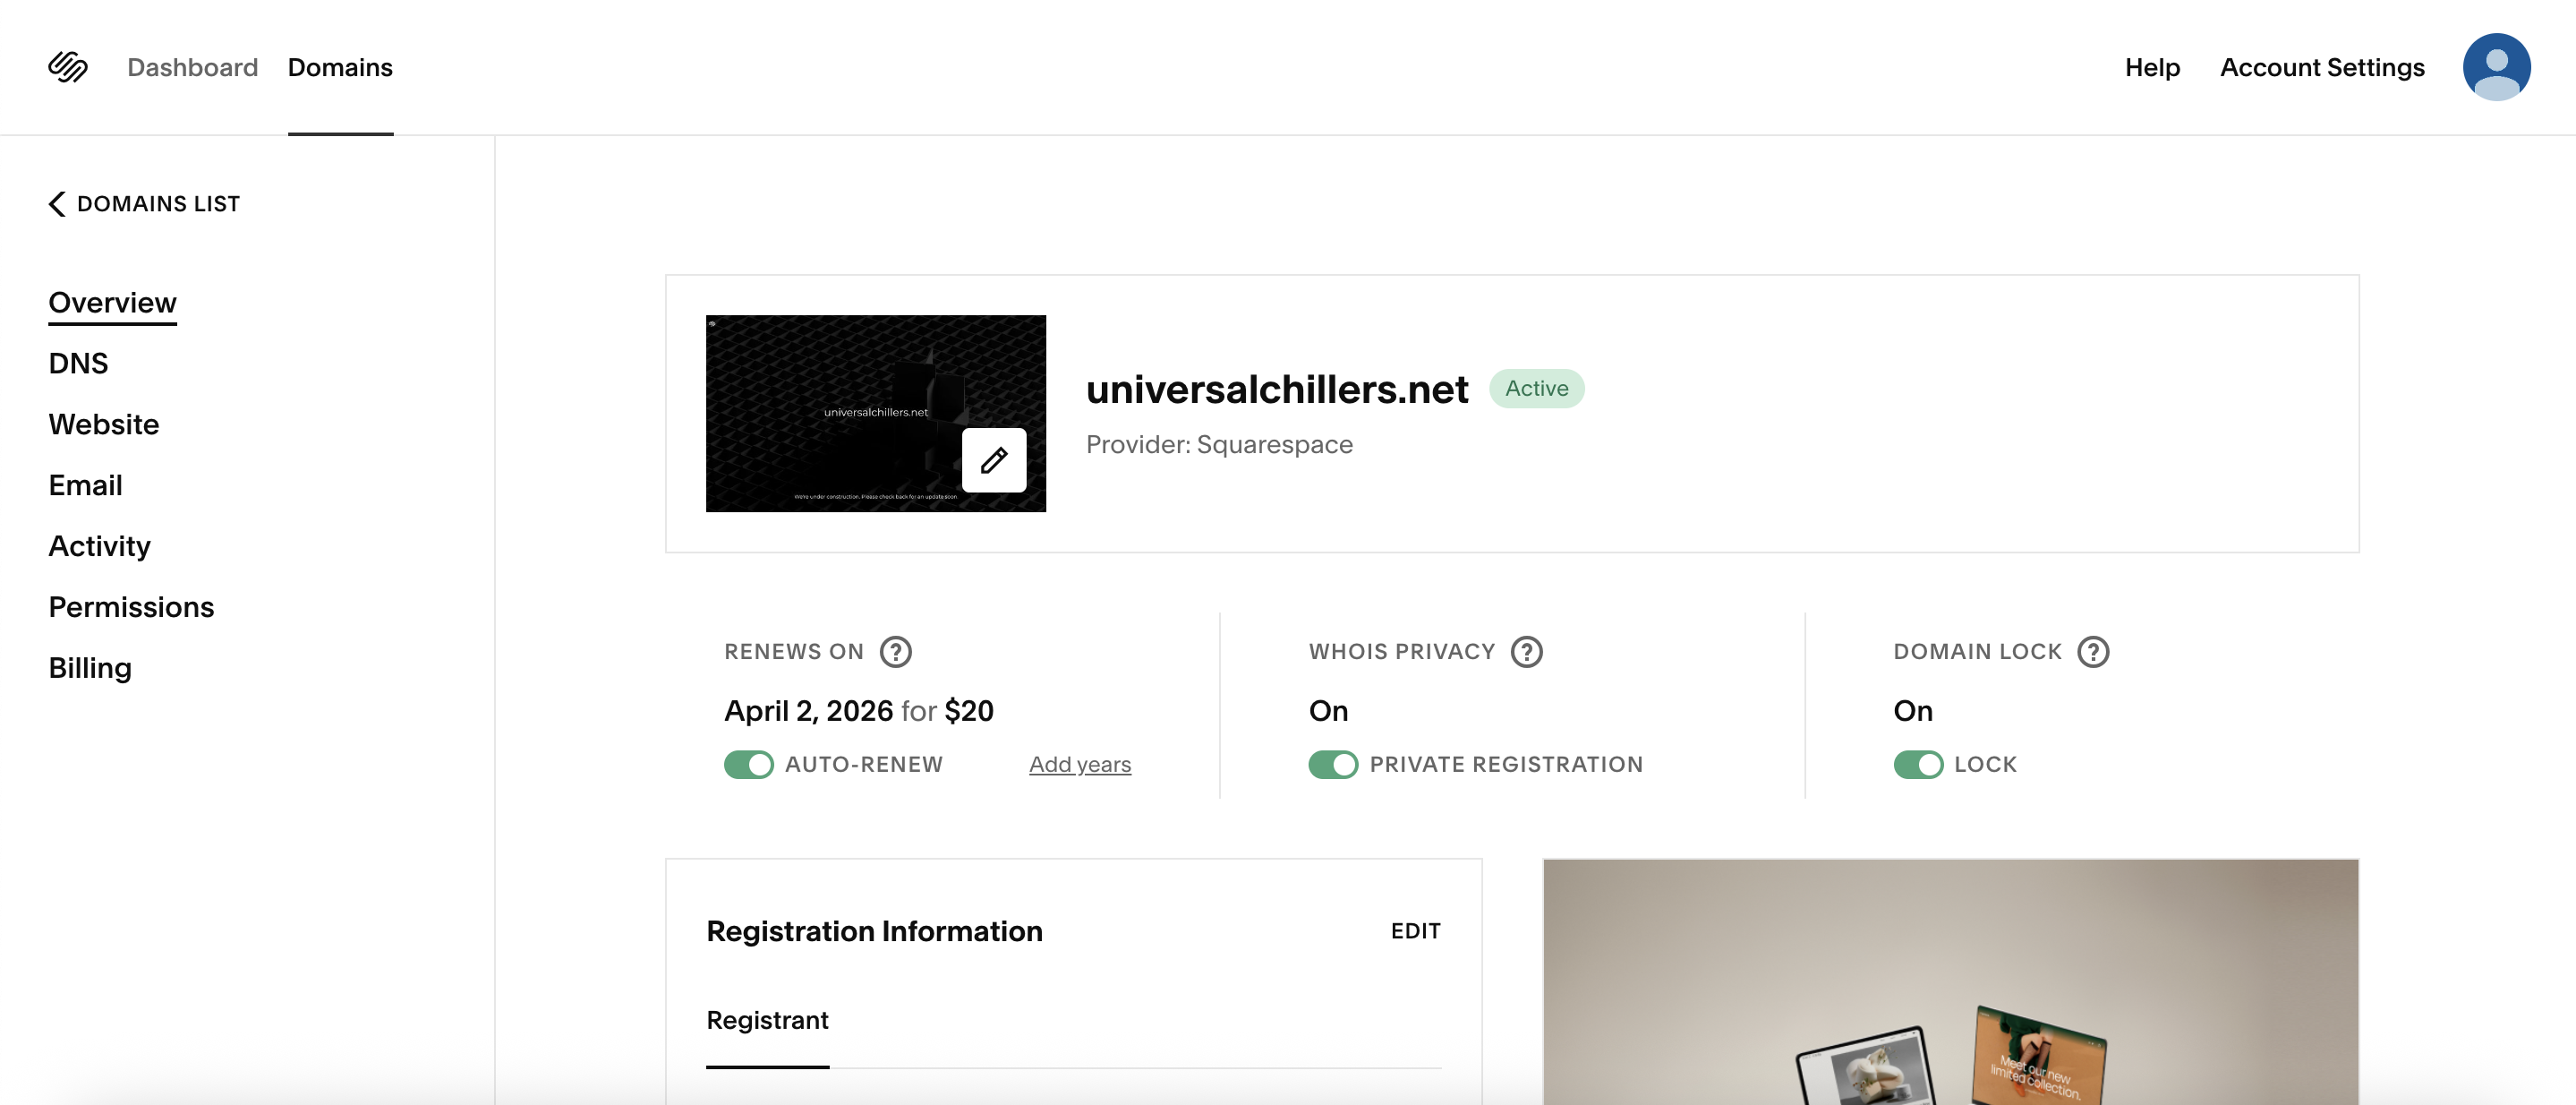 Dashboard Domains Help Account Settings
DOMAINS LIST
Overview
DNS
Website
Email
Activity
Permissions
Billing
universalchillers.net
We're under construction. Please check back for an update soon.
universalchillers.net Active
Provider: Squarespace
RENEWS ON ?
April 2, 2026 for $20
AUTO-RENEW Add years
WHOIS PRIVACY ?
On
PRIVATE REGISTRATION
DOMAIN LOCK ?
On
LOCK
Registration Information EDIT
Registrant
Meet our new
limited collection.